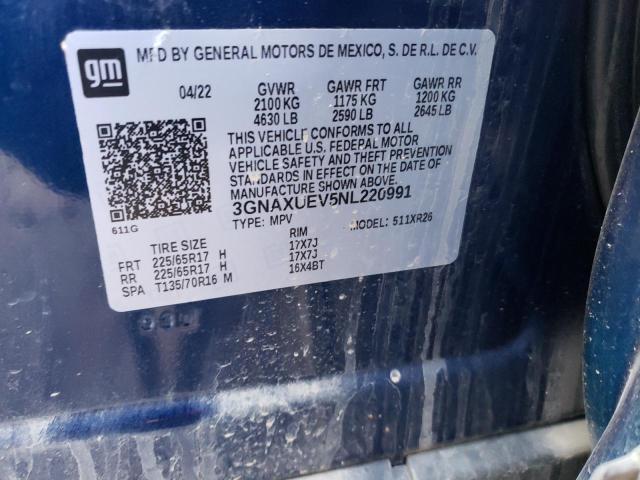 gm
MFD BY GENERAL MOTORS DE MEXICO, S. DE R.L. DE C.V.
04/22 GVWR GAWR FRT GAWR RR
2100 KG 1175 KG 1200 KG
4630 LB 2590 LB 2645 LB
THIS VEHICLE CONFORMS TO ALL
APPLICABLE U.S. FEDERAL MOTOR
VEHICLE SAFETY AND THEFT PREVENTION
STANDARDS IN EFFECT ON THE DATE OF
MANUFACTURE SHOWN ABOVE.
3GNAXUEV5NL220991
TYPE: MPV MODEL: 511XR26
611G
TIRE SIZE RIM
FRT 225/65R17 H 17X7J
RR 225/65R17 H 17X7J
SPA T135/70R16 M 16X4BT